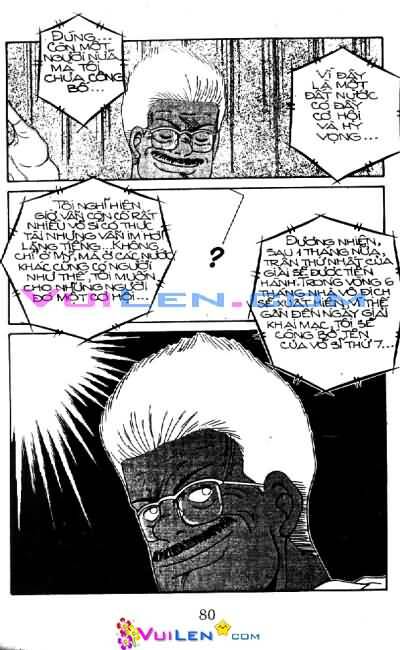 ĐÚNG...
CÒN MỘT
NGƯỜI NỮA
MÀ TÔI
CHƯA CÔNG
BỐ...
VÌ ĐÂY
LÀ MỘT
ĐẤT NƯỚC
CÓ ĐẦY
CƠ HỘI
VÀ HY
VỌNG...
TÔI NGHĨ HIỆN
GIỜ VẪN CÒN CÓ RẤT
NHIỀU VÕ SĨ CÓ THỰC
TÀI NHƯNG VẪN IM HƠI
LẶNG TIẾNG...KHÔNG
CHỈ Ở MỸ, MÀ Ở CÁC NƯỚC
KHÁC CŨNG CÓ NGƯỜI
NHƯ THẾ. TÔI MUỐN
CHO NHỮNG NGƯỜI
ĐÓ MỘT CƠ HỘI...
?
ĐƯƠNG NHIÊN,
SAU 1 THÁNG NỮA,
TRẬN THỨ NHẤT CỦA
GIẢI SẼ ĐƯỢC TIẾN
HÀNH. TRONG VÒNG 6
THÁNG NHÀ VÔ ĐỊCH
SẼ
GẦN ĐẾN NGÀY GIẢI
KHAI MẠC, TÔI SẼ
CÔNG BỐ TÊN
CỦA VÕ SĨ THỨ 7...
VUILEN.COM
80
VUILEN.COM